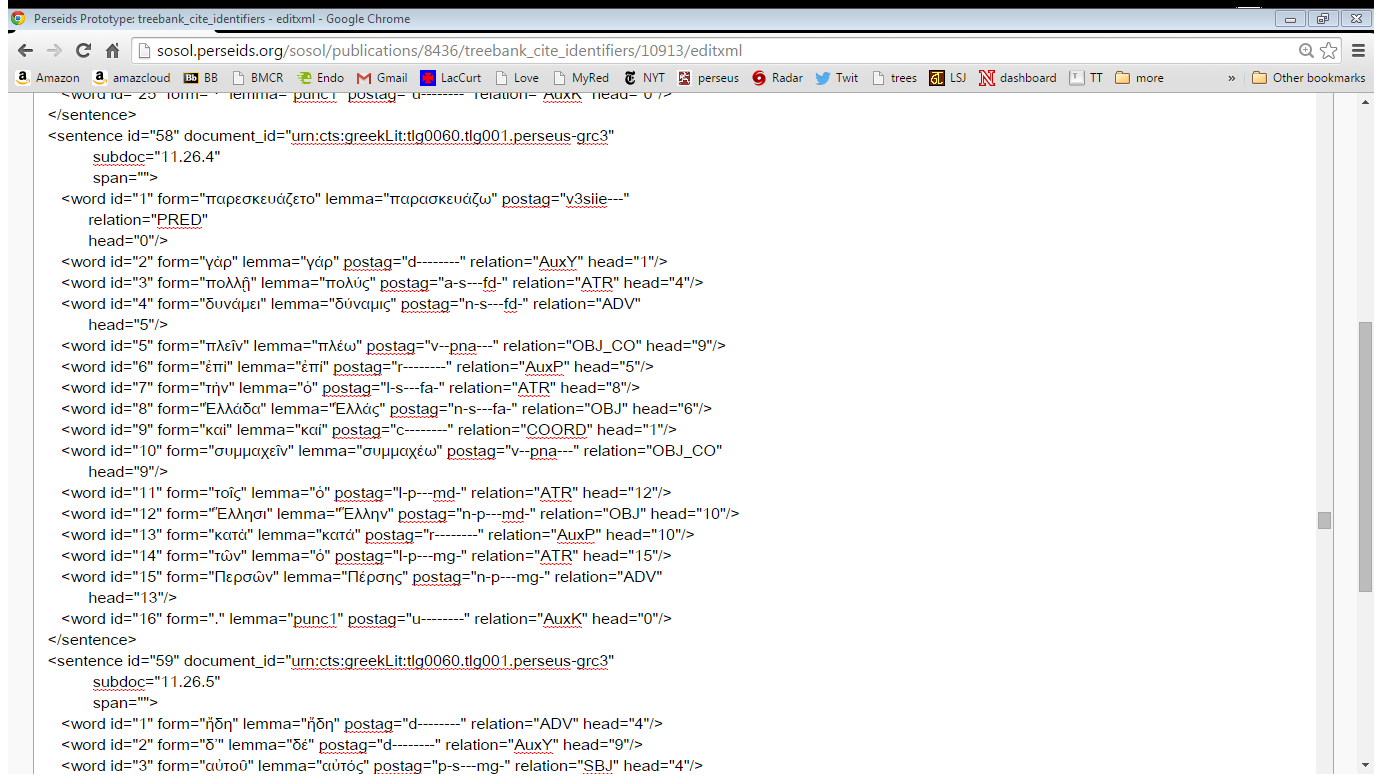 Perseids Prototype: treebank_cite_identifiers - editxml - Google Chrome
sosol.perseids.org/sosol/publications/8436/treebank_cite_identifiers/10913/editxml
Amazon amazcloud BB BMCR Endo Gmail LacCurt Love MyRed NYT perseus Radar Twit trees LSJ dashboard TT more » Other bookmarks
<word id="25" form="." lemma="punc1" postag="u--------" relation="AuxK" head="0"/>
</sentence>
<sentence id="58" document_id="urn:cts:greekLit:tlg0060.tlg001.perseus-grc3"
subdoc="11.26.4"
span="">
<word id="1" form="παρεσκευάζετο" lemma="παρασκευάζω" postag="v3siie---"
relation="PRED"
head="0"/>
<word id="2" form="γὰρ" lemma="γάρ" postag="d--------" relation="AuxY" head="1"/>
<word id="3" form="πολλῇ" lemma="πολύς" postag="a-s---fd-" relation="ATR" head="4"/>
<word id="4" form="δυνάμει" lemma="δύναμις" postag="n-s---fd-" relation="ADV"
head="5"/>
<word id="5" form="πλεῖν" lemma="πλέω" postag="v--pna---" relation="OBJ_CO" head="9"/>
<word id="6" form="ἐπὶ" lemma="ἐπί" postag="r--------" relation="AuxP" head="5"/>
<word id="7" form="τὴν" lemma="ὁ" postag="l-s---fa-" relation="ATR" head="8"/>
<word id="8" form="Ἑλλάδα" lemma="Ἑλλάς" postag="n-s---fa-" relation="OBJ" head="6"/>
<word id="9" form="καὶ" lemma="καί" postag="c--------" relation="COORD" head="1"/>
<word id="10" form="συμμαχεῖν" lemma="συμμαχέω" postag="v--pna---" relation="OBJ_CO"
head="9"/>
<word id="11" form="τοῖς" lemma="ὁ" postag="l-p---md-" relation="ATR" head="12"/>
<word id="12" form="Ἕλλησι" lemma="Ἕλλην" postag="n-p---md-" relation="OBJ" head="10"/>
<word id="13" form="κατὰ" lemma="κατά" postag="r--------" relation="AuxP" head="10"/>
<word id="14" form="τῶν" lemma="ὁ" postag="l-p---mg-" relation="ATR" head="15"/>
<word id="15" form="Περσῶν" lemma="Πέρσης" postag="n-p---mg-" relation="ADV"
head="13"/>
<word id="16" form="." lemma="punc1" postag="u--------" relation="AuxK" head="0"/>
</sentence>
<sentence id="59" document_id="urn:cts:greekLit:tlg0060.tlg001.perseus-grc3"
subdoc="11.26.5"
span="">
<word id="1" form="ἤδη" lemma="ἤδη" postag="d--------" relation="ADV" head="4"/>
<word id="2" form="δ᾽" lemma="δέ" postag="d--------" relation="AuxY" head="9"/>
<word id="3" form="αὐτοῦ" lemma="αὐτός" postag="p-s---mg-" relation="SBJ" head="4"/>